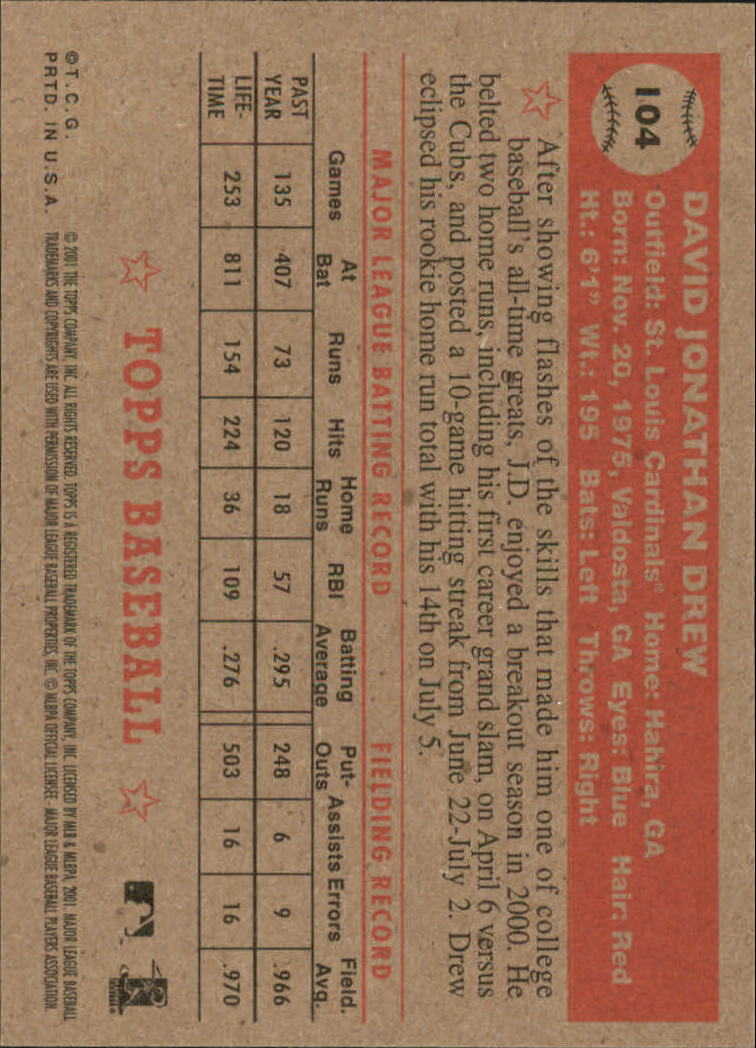 104
DAVID JONATHAN DREW
Outfield: St. Louis Cardinals® Home: Hahira, GA
Born: Nov. 20, 1975, Valdosta, GA Eyes: Blue Hair: Red
Ht.: 6'1" Wt.: 195 Bats: Left Throws: Right
After showing flashes of the skills that made him one of college
baseball's all-time greats, J.D. enjoyed a breakout season in 2000. He
belted two home runs, including his first career grand slam, on April 6 versus
the Cubs, and posted a 10-game hitting streak from June 22-July 2. Drew
eclipsed his rookie home run total with his 14th on July 5.
MAJOR LEAGUE BATTING RECORD FIELDING RECORD
Games At Bat Runs Hits Home Runs RBI Batting Average Put-Outs Assists Errors Field. Avg.
PAST YEAR 135 407 73 120 18 57 .295 248 6 9 .966
LIFE-TIME 253 811 154 224 36 109 .276 503 16 16 .970
TOPPS BASEBALL
©T.C.G. © 2001 THE TOPPS COMPANY, INC. ALL RIGHTS RESERVED. TOPPS IS A REGISTERED TRADEMARK OF THE TOPPS COMPANY, INC. LICENSED BY MLB & MLBPA, 2001. MAJOR LEAGUE BASEBALL
PRTD. IN U.S.A. TRADEMARKS AND COPYRIGHTS ARE USED WITH PERMISSION OF MAJOR LEAGUE BASEBALL PROPERTIES, INC. © MLBPA OFFICIAL LICENSEE - MAJOR LEAGUE BASEBALL PLAYERS ASSOCIATION.